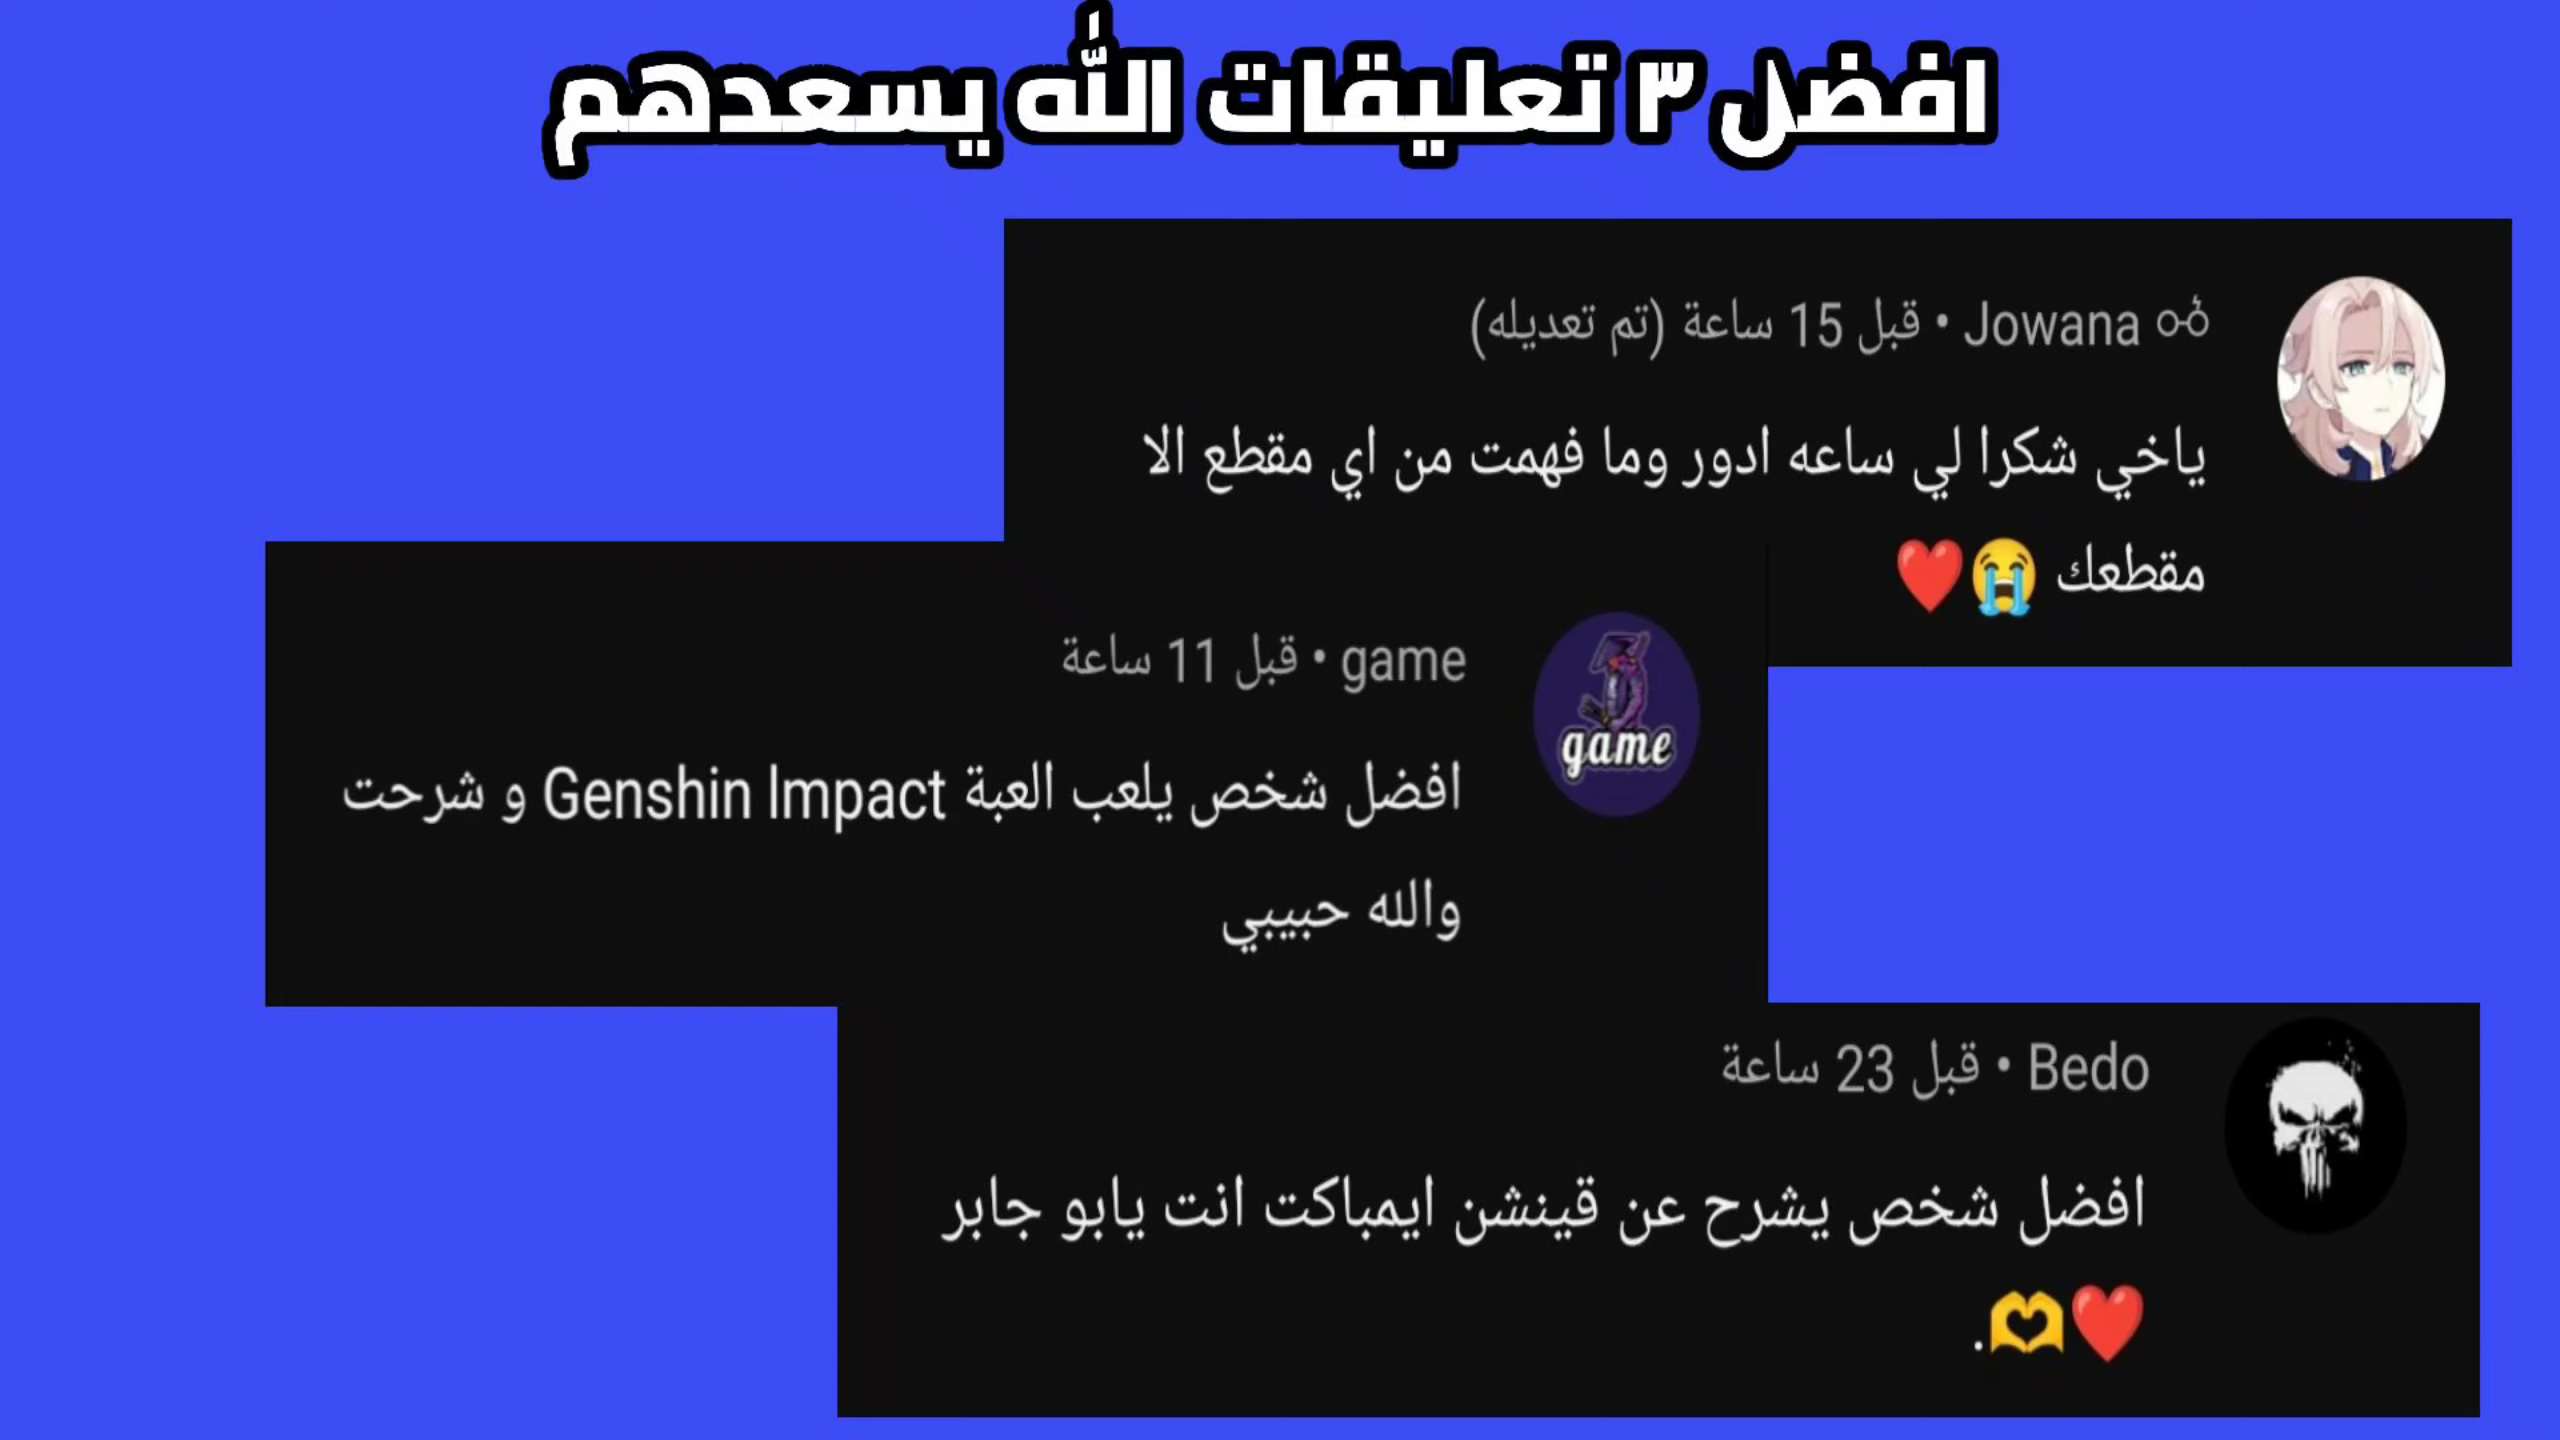 افضل ٣ تعليقات اللّٰه يسعدهم
Jowana • قبل 15 ساعة (تم تعديله)
ياخي شكرا لي ساعه ادور وما فهمت من اي مقطع الا
مقطعك 😭❤️
game • قبل 11 ساعة
game
افضل شخص يلعب العبة Genshin Impact و شرحت
والله حبيبي
Bedo • قبل 23 ساعة
افضل شخص يشرح عن قينشن ايمباكت انت يابو جابر
❤️🫶.